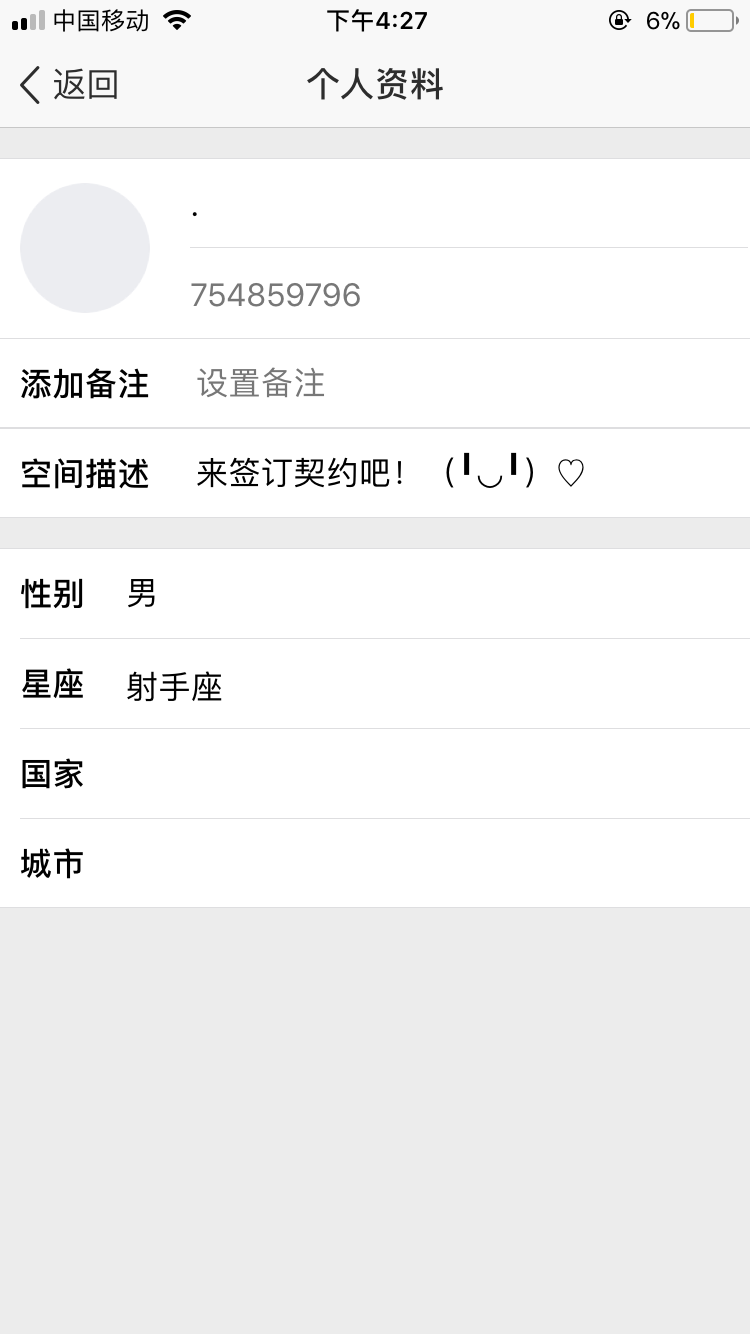 中国移动 下午4:27 6%
返回 个人资料
.
754859796
添加备注 设置备注
空间描述 来签订契约吧！（╹◡╹）♡
性别 男
星座 射手座
国家
城市